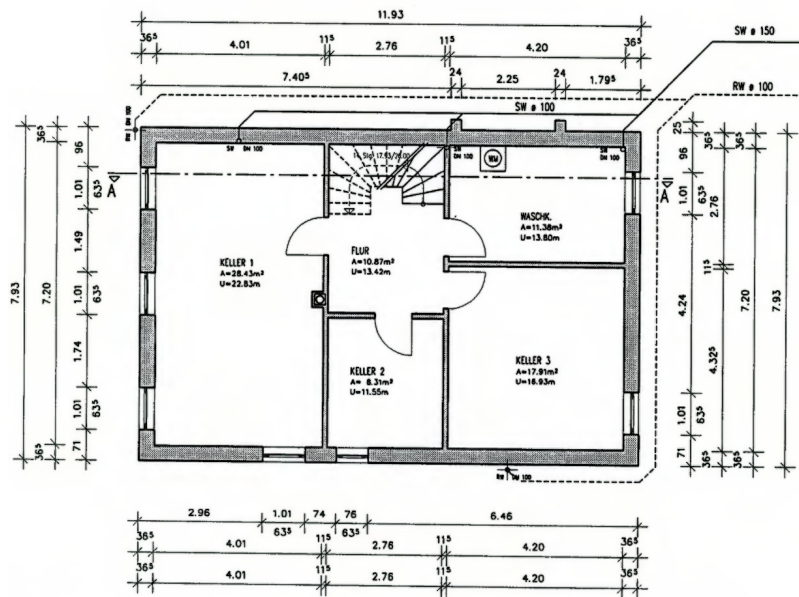 11.93
SW ø 150
36⁵ 4.01 11⁵ 2.76 11⁵ 4.20 36⁵
7.40⁵ 24 2.25 24 1.79⁵
RW ø 100
SW ø 100
RW DN 100
SW DN 100
SW DN 100
SW DN 100
WM
A
A
WASCHK.
A=11.38m²
U=13.80m
FLUR
A=10.87m²
U=13.42m
KELLER 1
A=28.43m²
U=22.83m
KELLER 2
A= 8.31m²
U=11.55m
KELLER 3
A=17.91m²
U=16.93m
RW DN 100
7.93
36⁵ 7.20 36⁵
96 1.01 63⁵ 1.49 1.01 63⁵ 1.74 1.01 63⁵ 71
25 96 1.01 63⁵ 4.24 1.01 63⁵ 71
36⁵ 2.76 11⁵ 4.32⁵ 36⁵
36⁵ 7.20 36⁵
7.93
2.96 1.01 74 76 6.46
63⁵ 63⁵
36⁵ 4.01 11⁵ 2.76 11⁵ 4.20 36⁵
36⁵ 4.01 11⁵ 2.76 11⁵ 4.20 36⁵